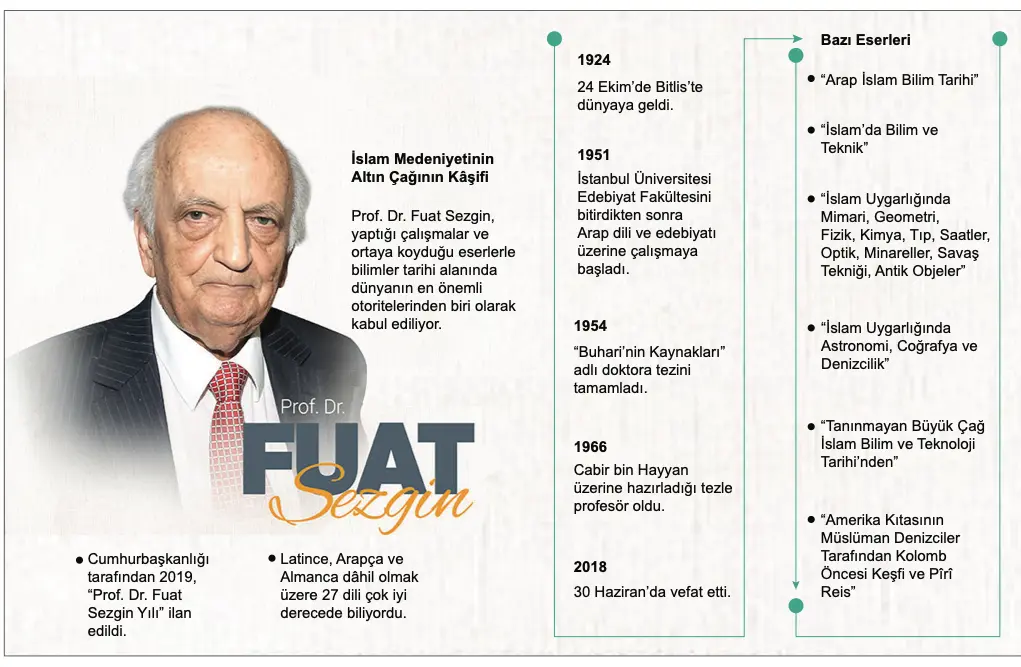 İslam Medeniyetinin
Altın Çağının Kâşifi
Prof. Dr. Fuat Sezgin,
yaptığı çalışmalar ve
ortaya koyduğu eserlerle
bilimler tarihi alanında
dünyanın en önemli
otoritelerinden biri olarak
kabul ediliyor.
Prof. Dr.
FUAT
Sezgin
● Cumhurbaşkanlığı
tarafından 2019,
“Prof. Dr. Fuat
Sezgin Yılı” ilan
edildi.
● Latince, Arapça ve
Almanca dâhil olmak
üzere 27 dili çok iyi
derecede biliyordu.
1924
24 Ekim’de Bitlis’te
dünyaya geldi.
1951
İstanbul Üniversitesi
Edebiyat Fakültesini
bitirdikten sonra
Arap dili ve edebiyatı
üzerine çalışmaya
başladı.
1954
“Buhari’nin Kaynakları”
adlı doktora tezini
tamamladı.
1966
Cabir bin Hayyan
üzerine hazırladığı tezle
profesör oldu.
2018
30 Haziran’da vefat etti.
Bazı Eserleri
● “Arap İslam Bilim Tarihi”
● “İslam’da Bilim ve
Teknik”
● “İslam Uygarlığında
Mimari, Geometri,
Fizik, Kimya, Tıp, Saatler,
Optik, Minareller, Savaş
Tekniği, Antik Objeler”
● “İslam Uygarlığında
Astronomi, Coğrafya ve
Denizcilik”
● “Tanınmayan Büyük Çağ
İslam Bilim ve Teknoloji
Tarihi’nden”
● “Amerika Kıtasının
Müslüman Denizciler
Tarafından Kolomb
Öncesi Keşfi ve Pîrî
Reis”